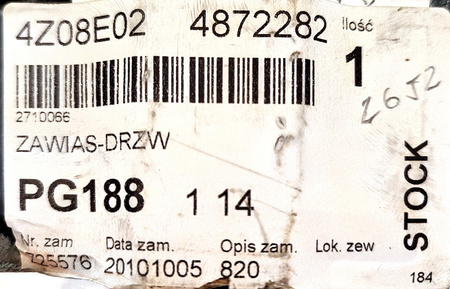 4Z08E02 4872282 Ilość
1
2652
2710066
ZAWIAS-DRZW
PG188 1 14
STOCK
Nr. zam Data zam. Opis zam. Lok. zew
725576 20101005 820
184